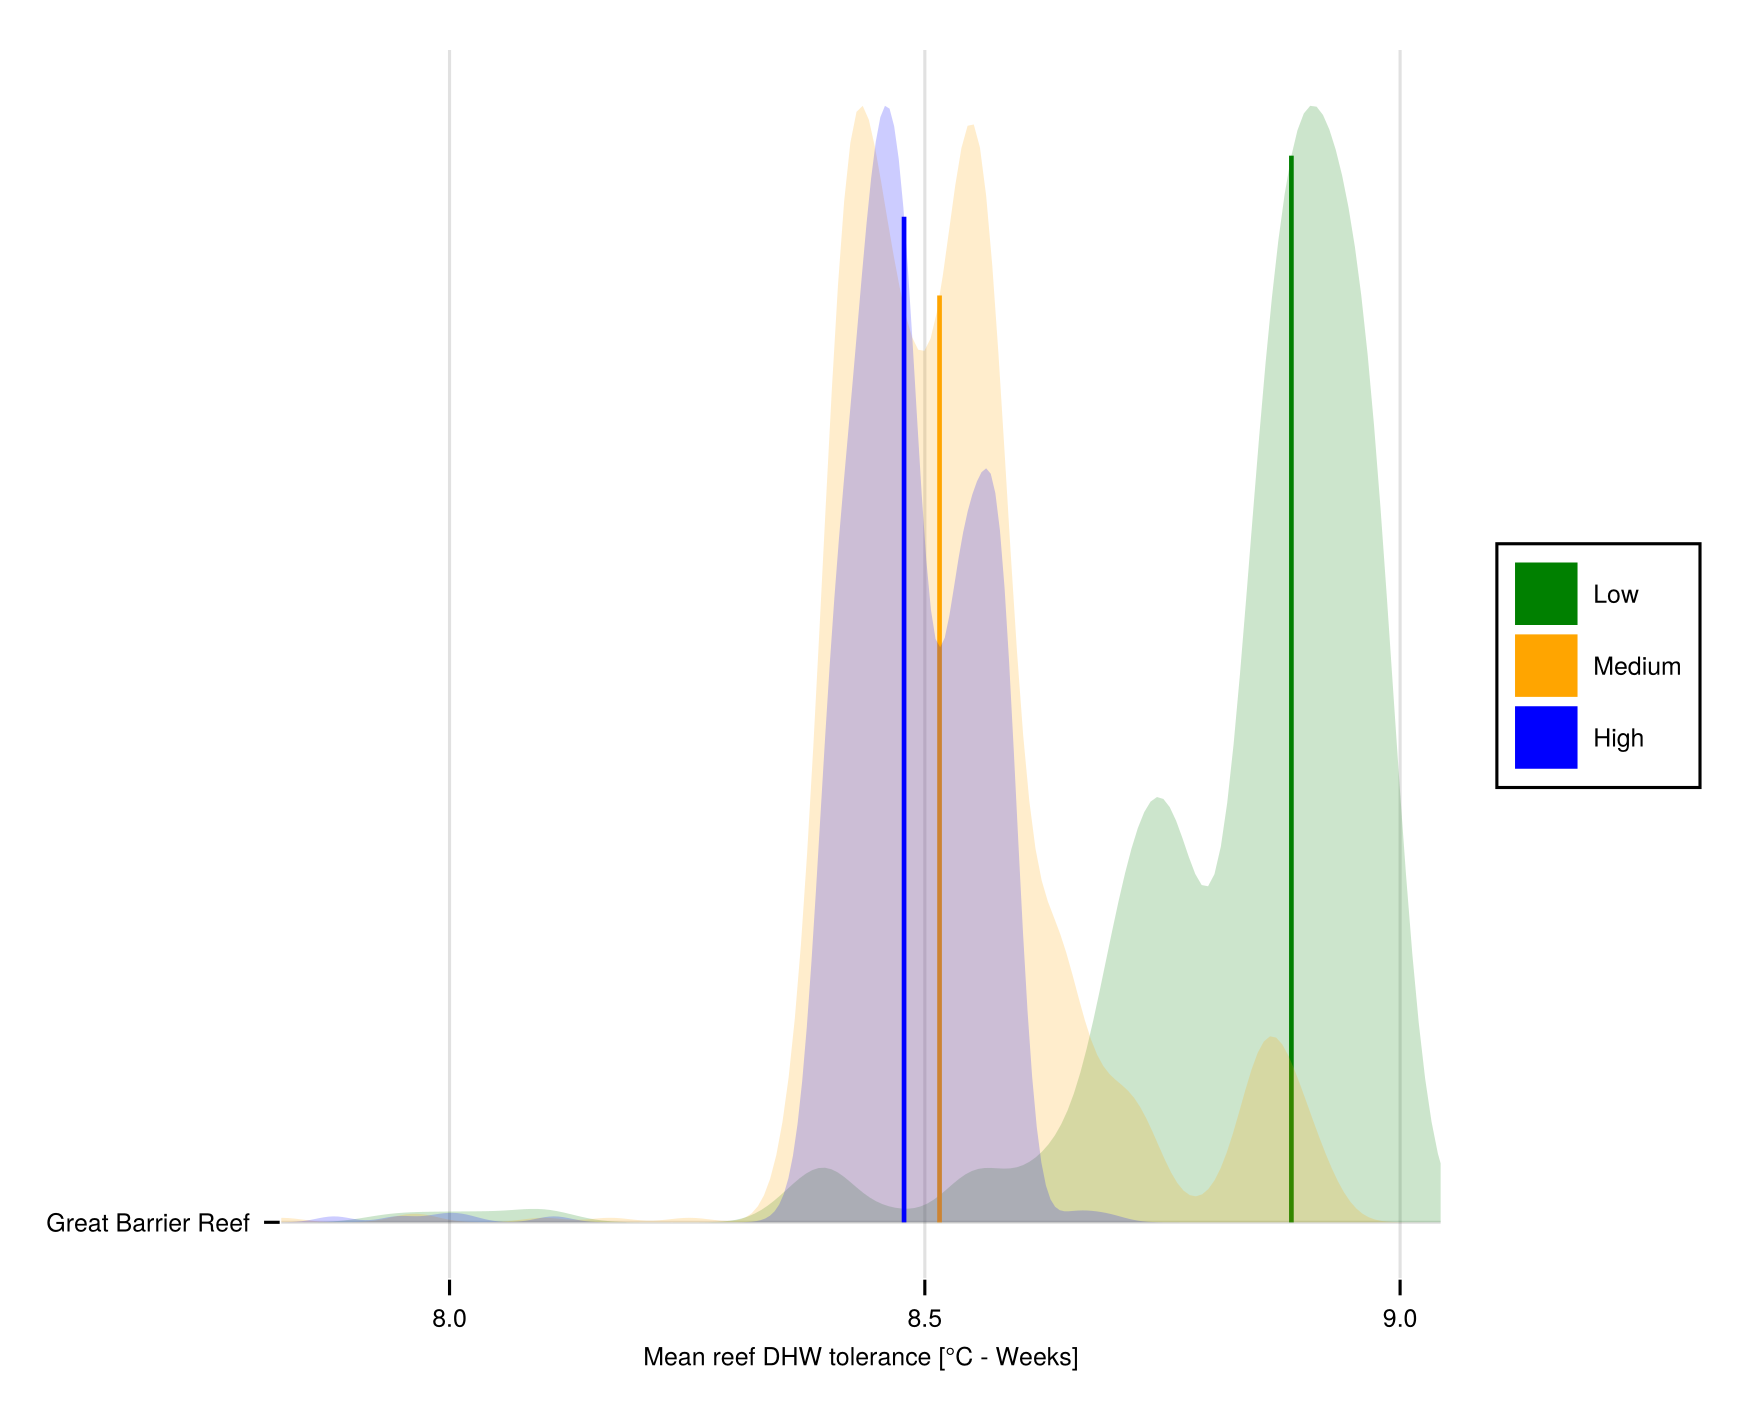 Low
Medium
High
Great Barrier Reef
8.0
8.5
9.0
Mean reef DHW tolerance [°C - Weeks]